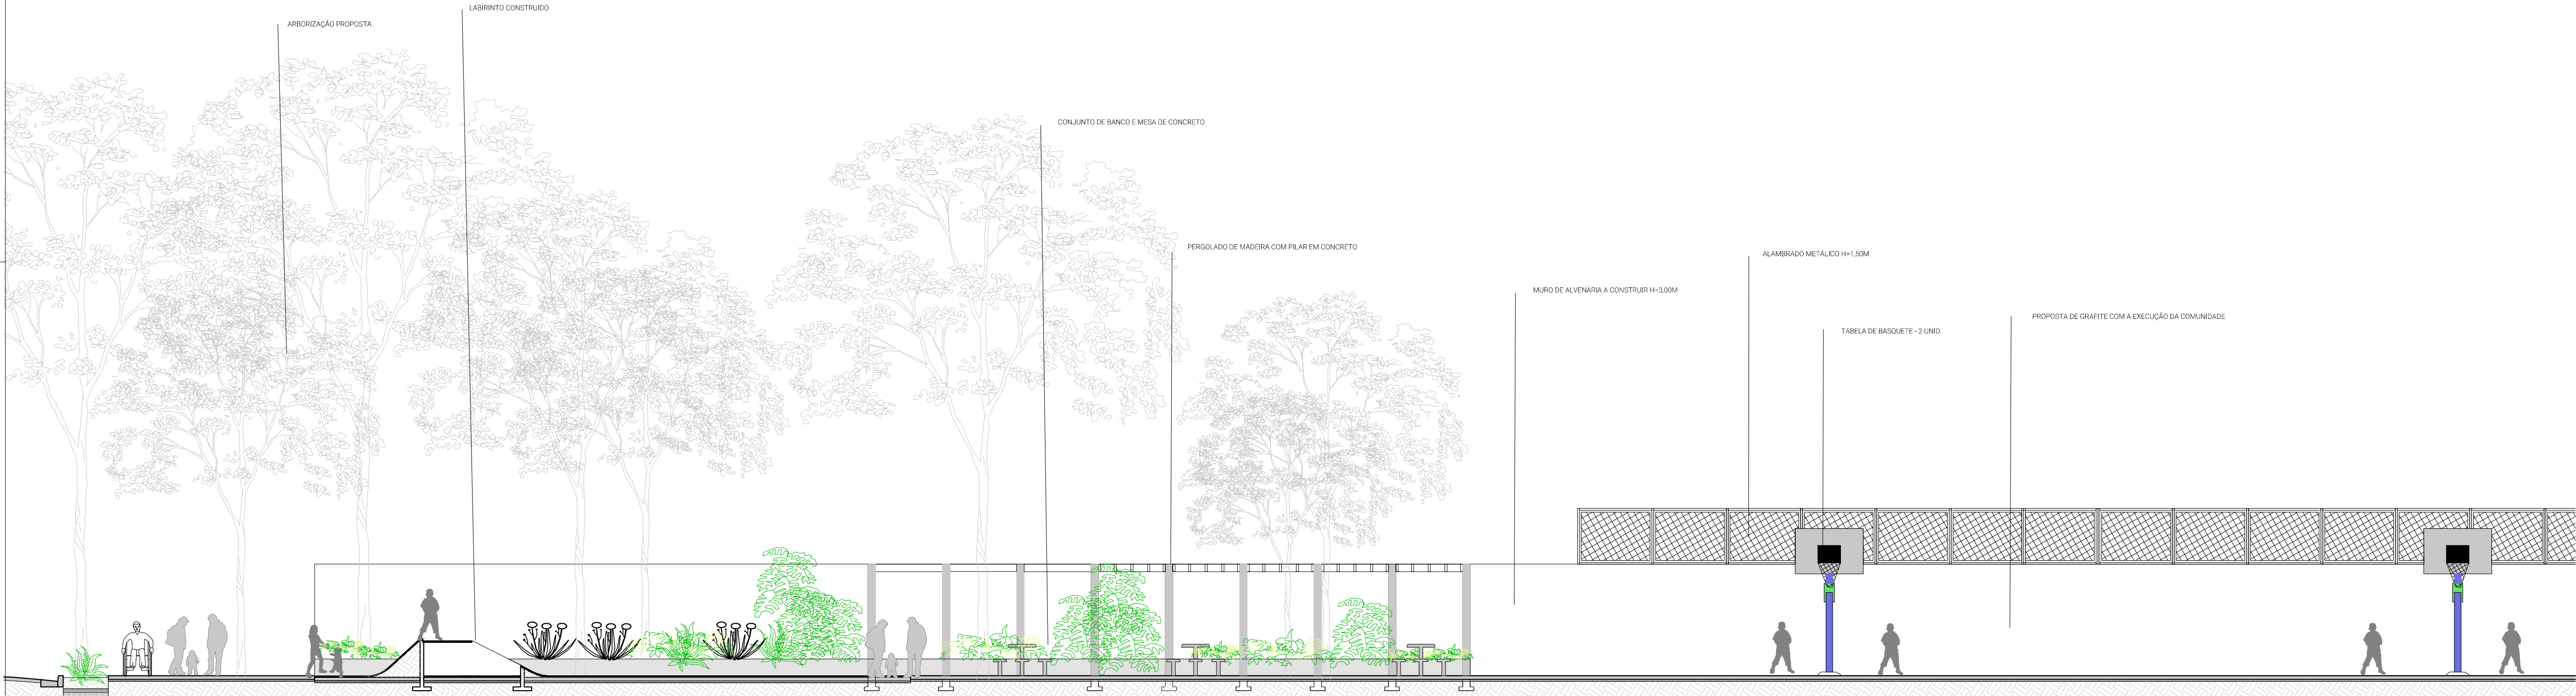 LABIRINTO CONSTRUIDO
ARBORIZAÇÃO PROPOSTA
CONJUNTO DE BANCO E MESA DE CONCRETO
PERGOLADO DE MADEIRA COM PILAR EM CONCRETO
ALAMBRADO METÁLICO H=1,50M
MURO DE ALVENARIA A CONSTRUIR H=3,00M
PROPOSTA DE GRAFITE COM A EXECUÇÃO DA COMUNIDADE
TABELA DE BASQUETE - 2 UNID.